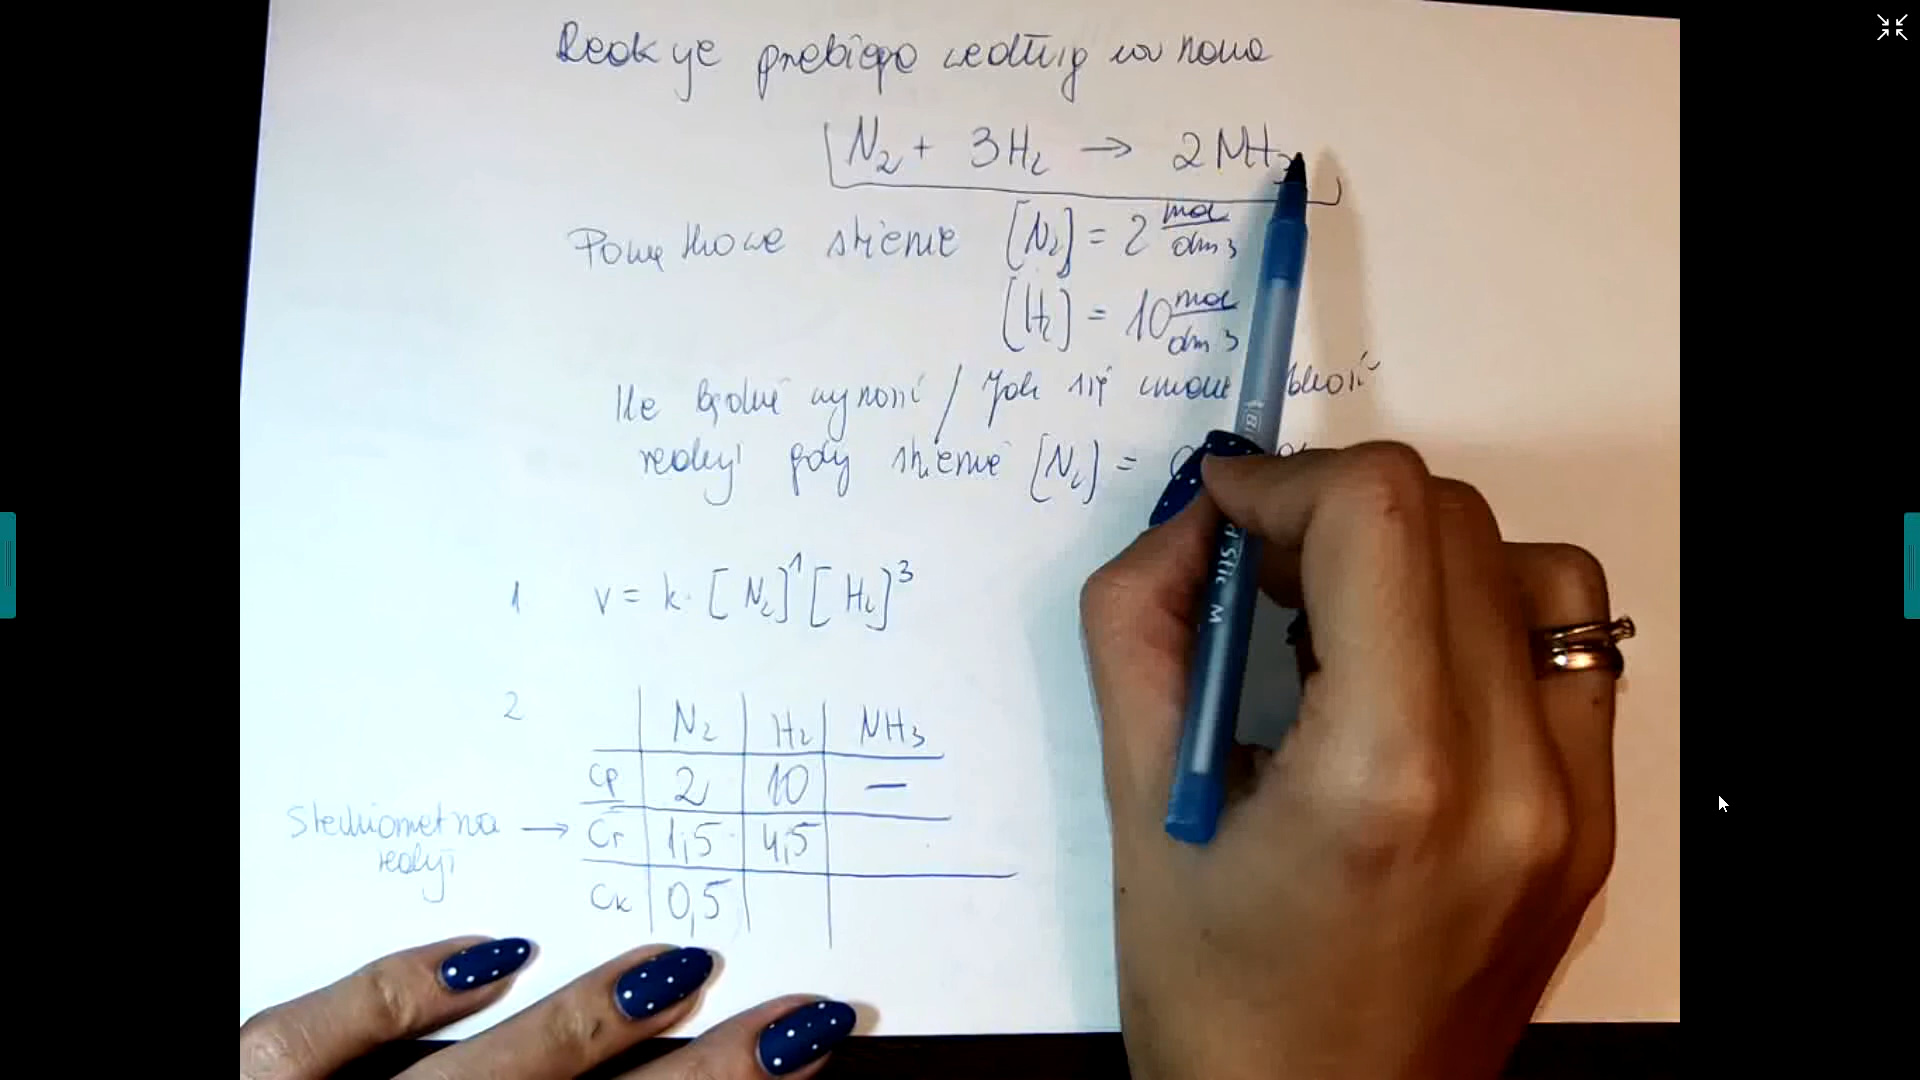 Reakcja przebiega według równania
N₂ + 3H₂ → 2NH₃
Początkowe stężenie [N₂] = 2 mol/dm³
[H₂] = 10 mol/dm³
Ile będzie wynosić / Jak się zmieni
reakcji gdy stężenie [N₂] =
1 v = k · [N₂]¹ [H₂]³
2
N₂ H₂ NH₃
Cp 2 10 —
Stechiometria reakcji → Cr 1,5 4,5
Ck 0,5
Stic M